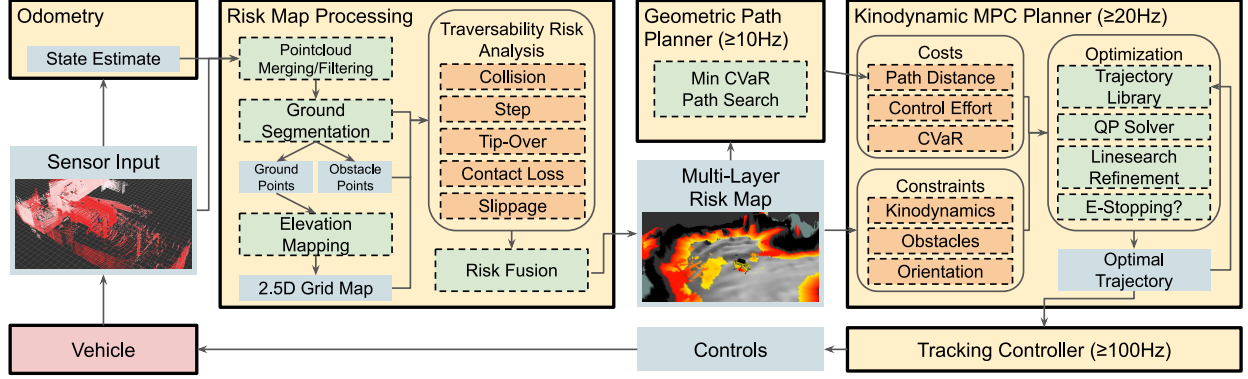 Odometry
State Estimate
Sensor Input
Vehicle
Risk Map Processing
Pointcloud
Merging/Filtering
Ground
Segmentation
Ground
Points
Obstacle
Points
Elevation
Mapping
2.5D Grid Map
Traversability Risk
Analysis
Collision
Step
Tip-Over
Contact Loss
Slippage
Risk Fusion
Geometric Path
Planner (≥10Hz)
Min CVaR
Path Search
Multi-Layer
Risk Map
Controls
Kinodynamic MPC Planner (≥20Hz)
Costs
Path Distance
Control Effort
CVaR
Constraints
Kinodynamics
Obstacles
Orientation
Optimization
Trajectory
Library
QP Solver
Linesearch
Refinement
E-Stopping?
Optimal
Trajectory
Tracking Controller (≥100Hz)